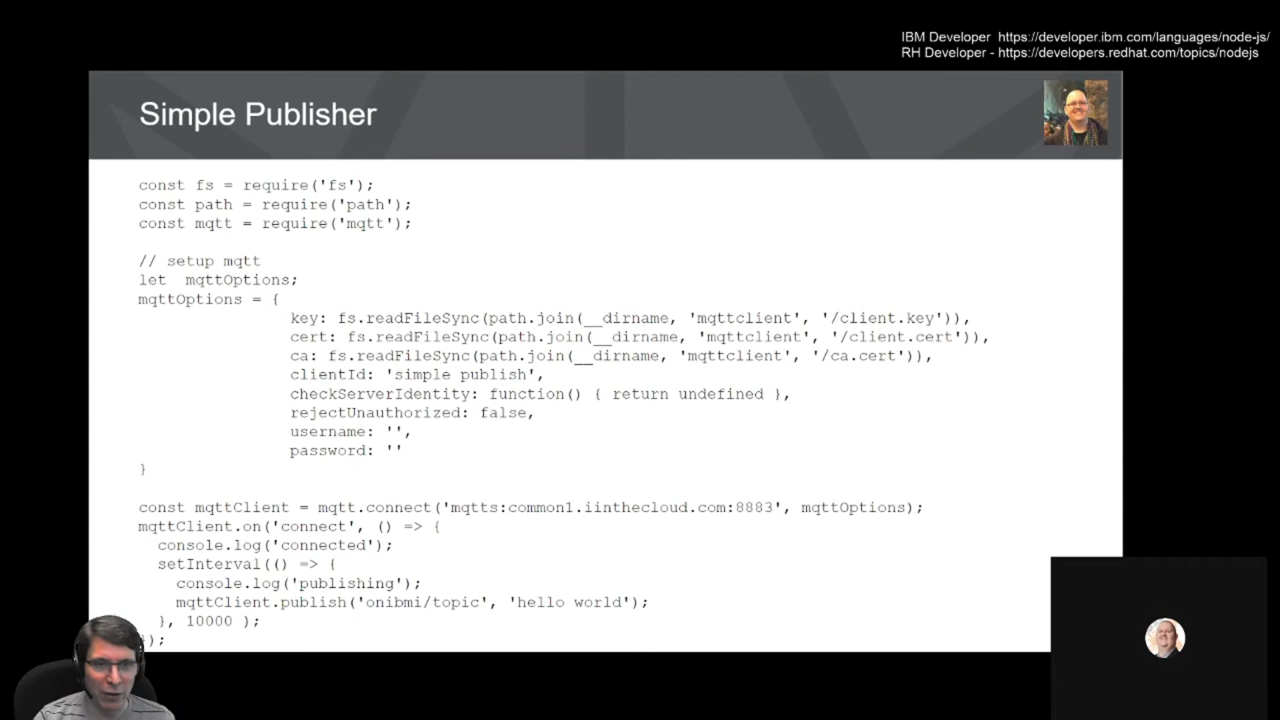 IBM Developer  https://developer.ibm.com/languages/node-js/
RH Developer - https://developers.redhat.com/topics/nodejs
Simple Publisher
const fs = require('fs');
const path = require('path');
const mqtt = require('mqtt');
// setup mqtt
let  mqttOptions;
mqttOptions = {
key: fs.readFileSync(path.join(__dirname, 'mqttclient', '/client.key')),
cert: fs.readFileSync(path.join(__dirname, 'mqttclient', '/client.cert')),
ca: fs.readFileSync(path.join(__dirname, 'mqttclient', '/ca.cert')),
clientId: 'simple publish',
checkServerIdentity: function() { return undefined },
rejectUnauthorized: false,
username: '',
password: ''
}
const mqttClient = mqtt.connect('mqtts:common1.iinthecloud.com:8883', mqttOptions);
mqttClient.on('connect', () => {
console.log('connected');
setInterval(() => {
console.log('publishing');
mqttClient.publish('onibmi/topic', 'hello world');
}, 10000 );
});